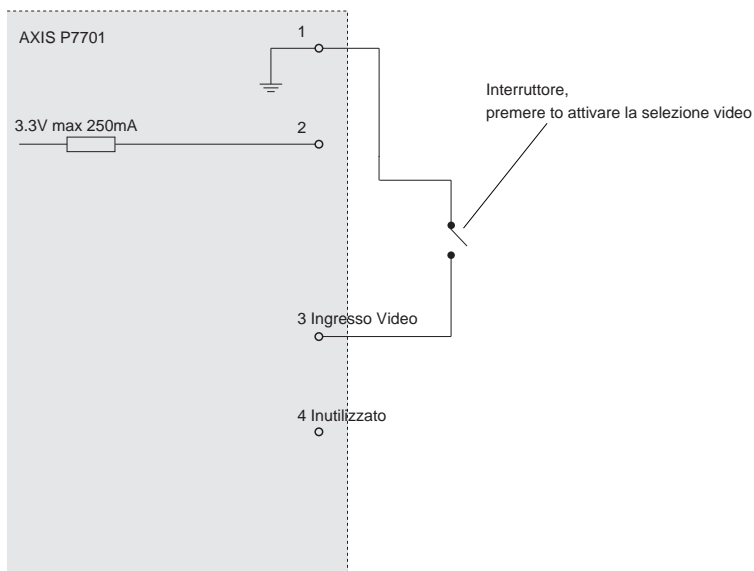 AXIS P7701
1
3.3V max 250mA
2
Interruttore,
premere to attivare la selezione video
3 Ingresso Video
4 Inutilizzato